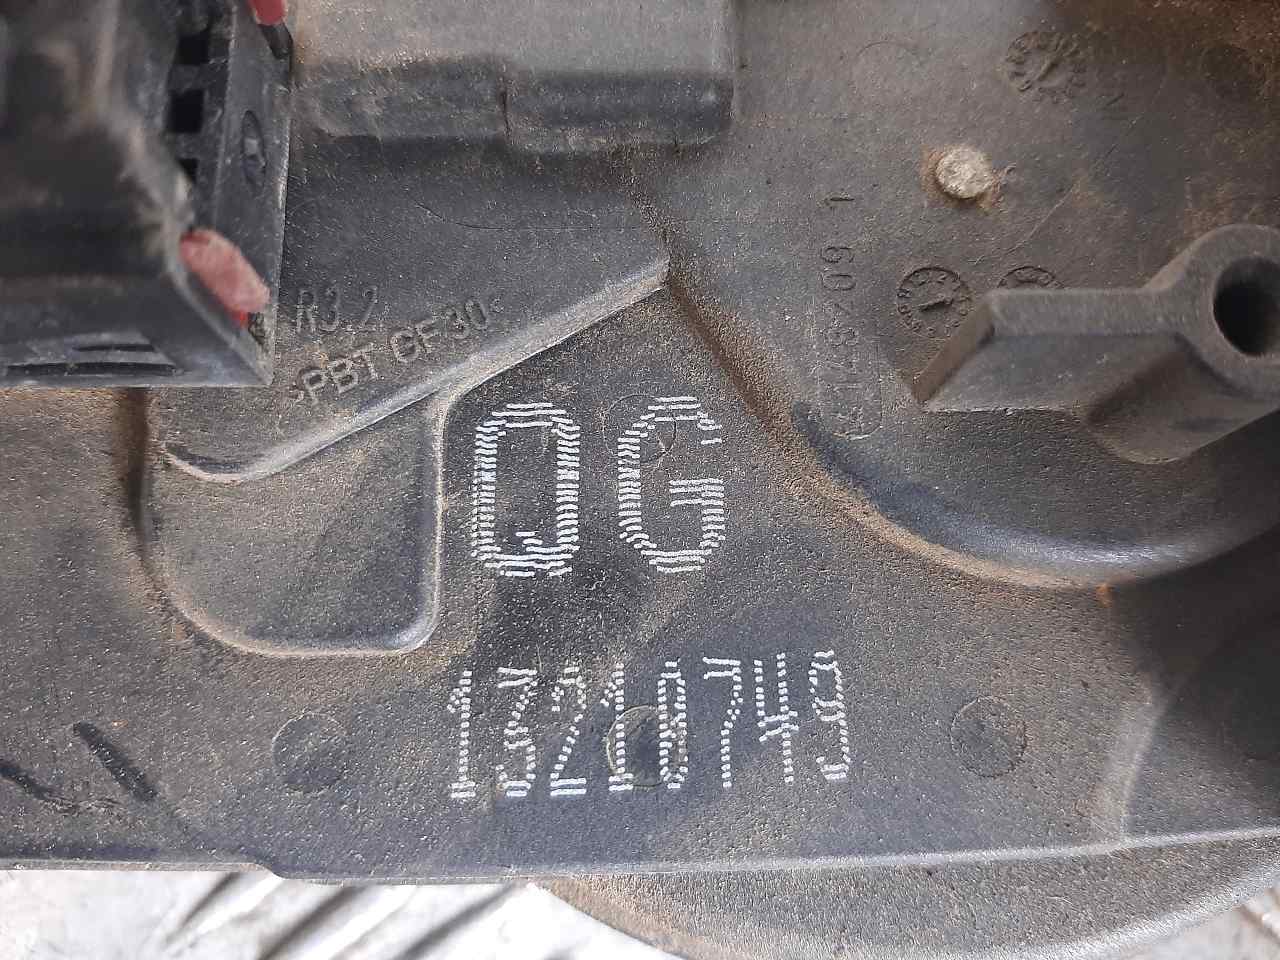 R3.2
>PBT GF30<
QG
13210749